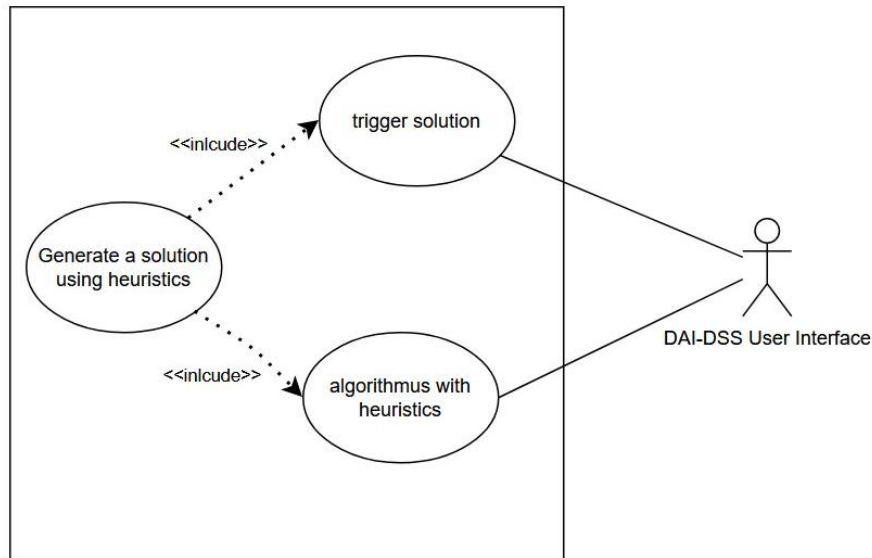 trigger solution
<<inlcude>>
Generate a solution
using heuristics
DAI-DSS User Interface
<<inlcude>>
algorithmus with
heuristics